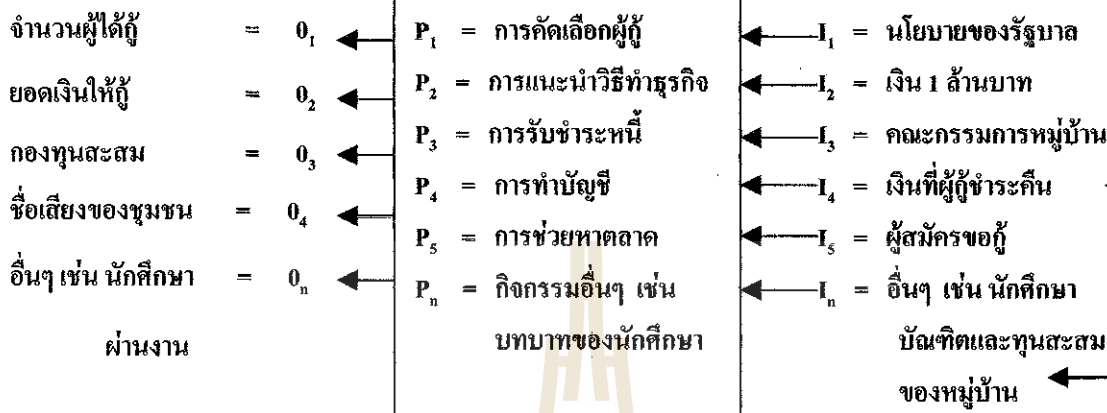 จำนวนผู้ได้กู้ = 0₁
ยอดเงินให้กู้ = 0₂
กองทุนสะสม = 0₃
ชื่อเสียงของชุมชน = 0₄
อื่นๆ เช่น นักศึกษา = 0ₙ
ผ่านงาน
P₁ = การคัดเลือกผู้กู้
P₂ = การแนะนำวิธีทำธุรกิจ
P₃ = การรับชำระหนี้
P₄ = การทำบัญชี
P₅ = การช่วยหาตลาด
Pₙ = กิจกรรมอื่นๆ เช่น
บทบาทของนักศึกษา
I₁ = นโยบายของรัฐบาล
I₂ = เงิน 1 ล้านบาท
I₃ = คณะกรรมการหมู่บ้าน
I₄ = เงินที่ผู้กู้ชำระคืน
I₅ = ผู้สมัครขอกู้
Iₙ = อื่นๆ เช่น นักศึกษา
บัณฑิตและทุนสะสม
ของหมู่บ้าน